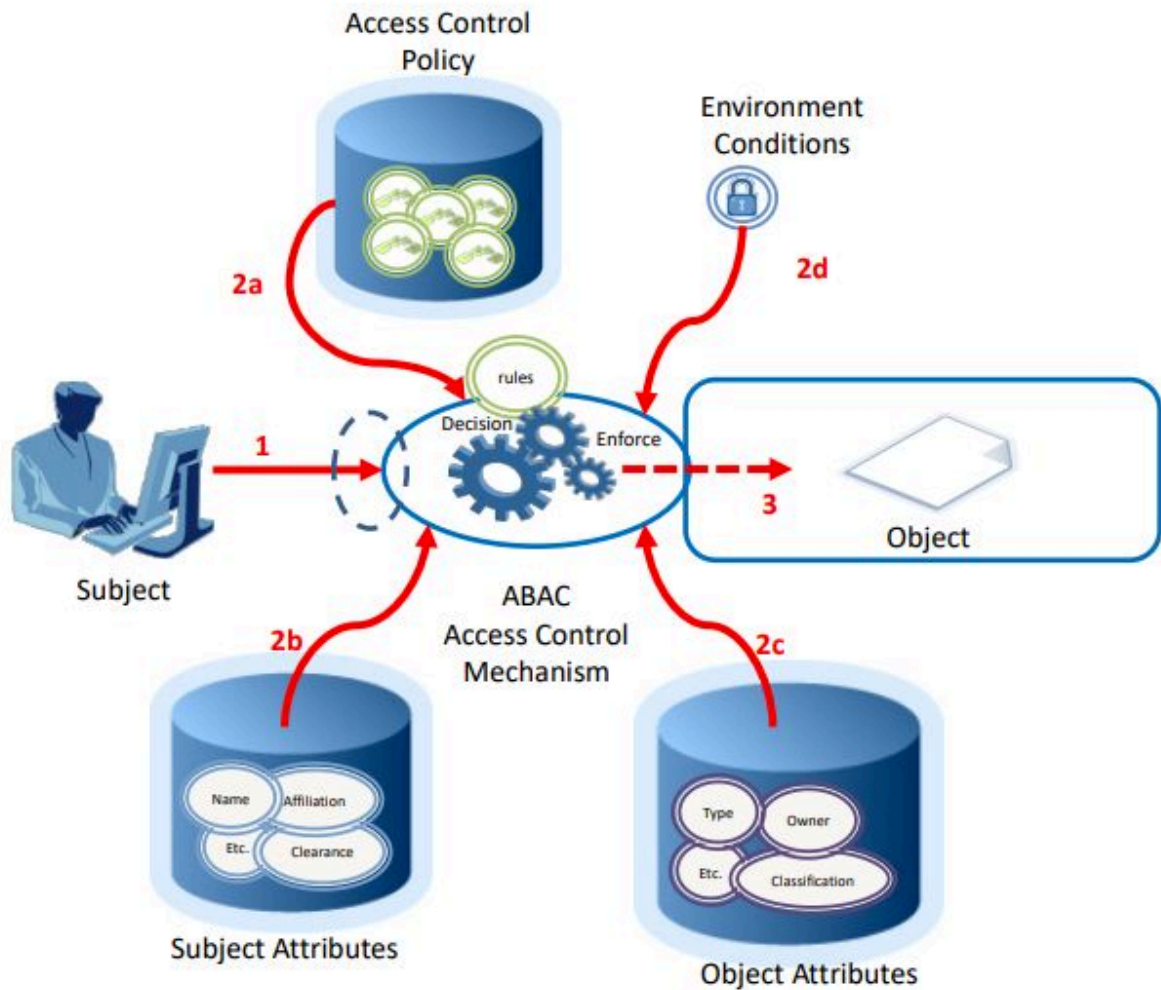 Access Control
Policy
Environment
Conditions
2a
2d
rules
Decision
Enforce
1
3
Subject
Object
ABAC
Access Control
Mechanism
2b
2c
Name
Affiliation
Etc.
Clearance
Type
Owner
Etc.
Classification
Subject Attributes
Object Attributes